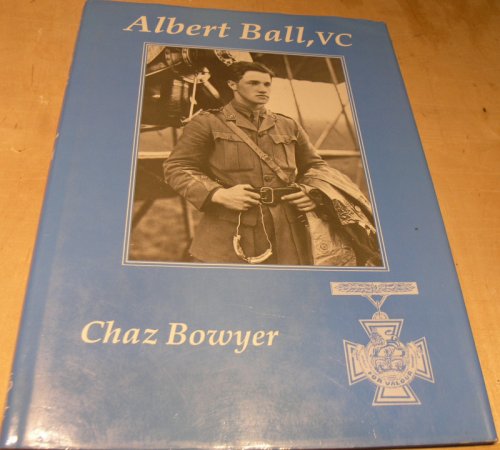 Albert Ball, VC
Chaz Bowyer
FOR VALOUR